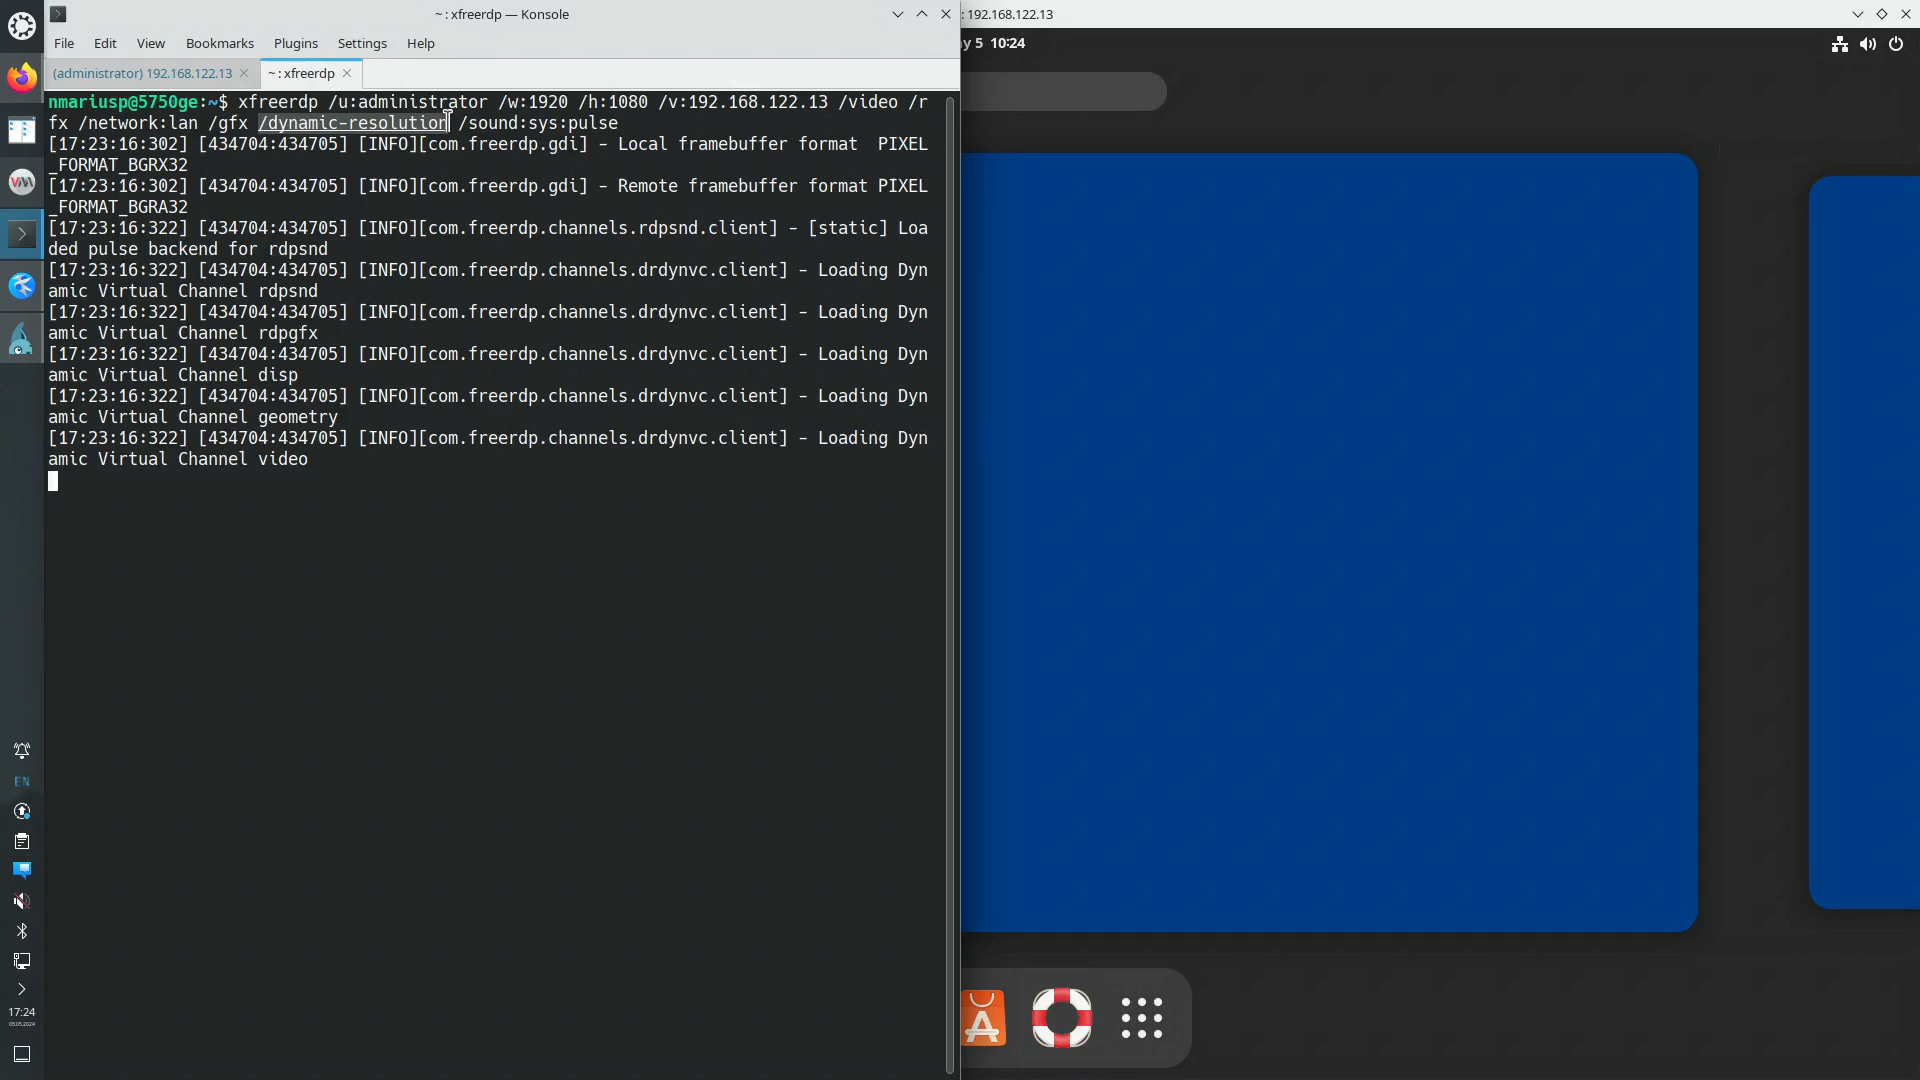 ~ : xfreerdp — Konsole
: 192.168.122.13
File Edit View Bookmarks Plugins Settings Help
y 5 10:24
(administrator) 192.168.122.13
~ : xfreerdp
nmariusp@5750ge:~$ xfreerdp /u:administrator /w:1920 /h:1080 /v:192.168.122.13 /video /r
fx /network:lan /gfx /dynamic-resolution /sound:sys:pulse
[17:23:16:302] [434704:434705] [INFO][com.freerdp.gdi] - Local framebuffer format  PIXEL
_FORMAT_BGRX32
[17:23:16:302] [434704:434705] [INFO][com.freerdp.gdi] - Remote framebuffer format PIXEL
_FORMAT_BGRA32
[17:23:16:322] [434704:434705] [INFO][com.freerdp.channels.rdpsnd.client] - [static] Loa
ded pulse backend for rdpsnd
[17:23:16:322] [434704:434705] [INFO][com.freerdp.channels.drdynvc.client] - Loading Dyn
amic Virtual Channel rdpsnd
[17:23:16:322] [434704:434705] [INFO][com.freerdp.channels.drdynvc.client] - Loading Dyn
amic Virtual Channel rdpgfx
[17:23:16:322] [434704:434705] [INFO][com.freerdp.channels.drdynvc.client] - Loading Dyn
amic Virtual Channel disp
[17:23:16:322] [434704:434705] [INFO][com.freerdp.channels.drdynvc.client] - Loading Dyn
amic Virtual Channel geometry
[17:23:16:322] [434704:434705] [INFO][com.freerdp.channels.drdynvc.client] - Loading Dyn
amic Virtual Channel video
EN
17:24
05.05.2024